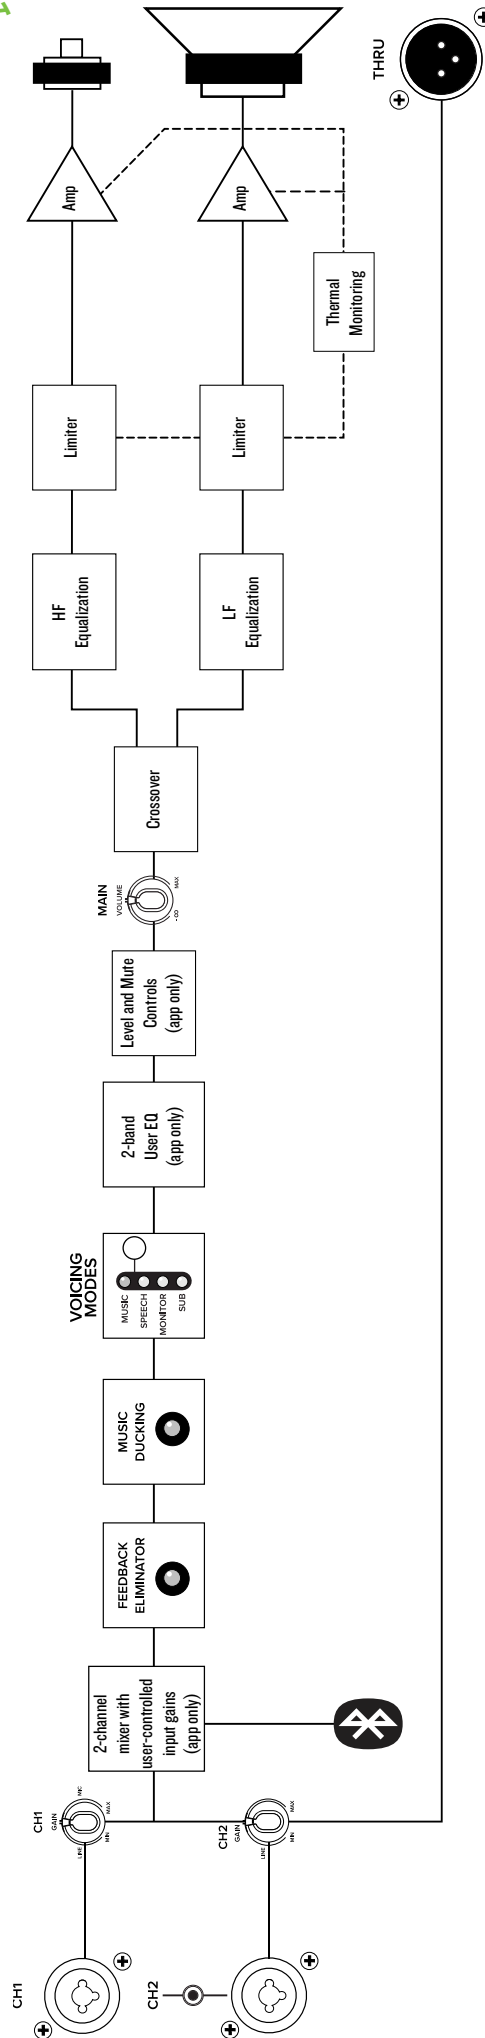 CH1
CH2
CH1
GAIN
LINE
MIC
MIN
MAX
CH2
GAIN
LINE
MIN
MAX
2-channel
mixer with
user-controlled
input gains
(app only)
FEEDBACK
ELIMINATOR
MUSIC
DUCKING
VOICING
MODES
MUSIC
SPEECH
MONITOR
SUB
2-band
User EQ
(app only)
Level and Mute
Controls
(app only)
MAIN
VOLUME
-∞
MAX
Crossover
HF
Equalization
LF
Equalization
Limiter
Limiter
Thermal
Monitoring
Amp
Amp
THRU